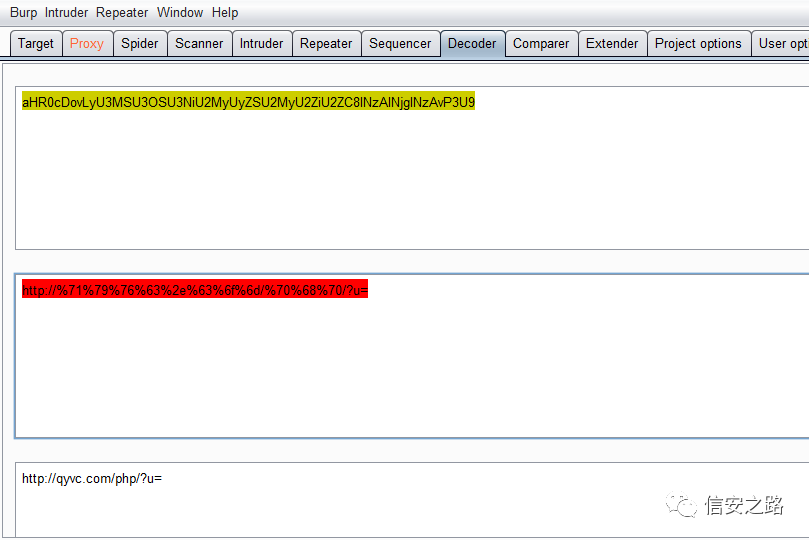 Burp Intruder Repeater Window Help
Target Proxy Spider Scanner Intruder Repeater Sequencer Decoder Comparer Extender Project options User opti
aHR0cDovLyU3MSU3OSU3NiU2MyUyZSU2MyU2ZiU2ZC8lNzAlNjglNzAvP3U9
http://%71%79%76%63%2e%63%6f%6d/%70%68%70/?u=
http://qyvc.com/php/?u=
信安之路